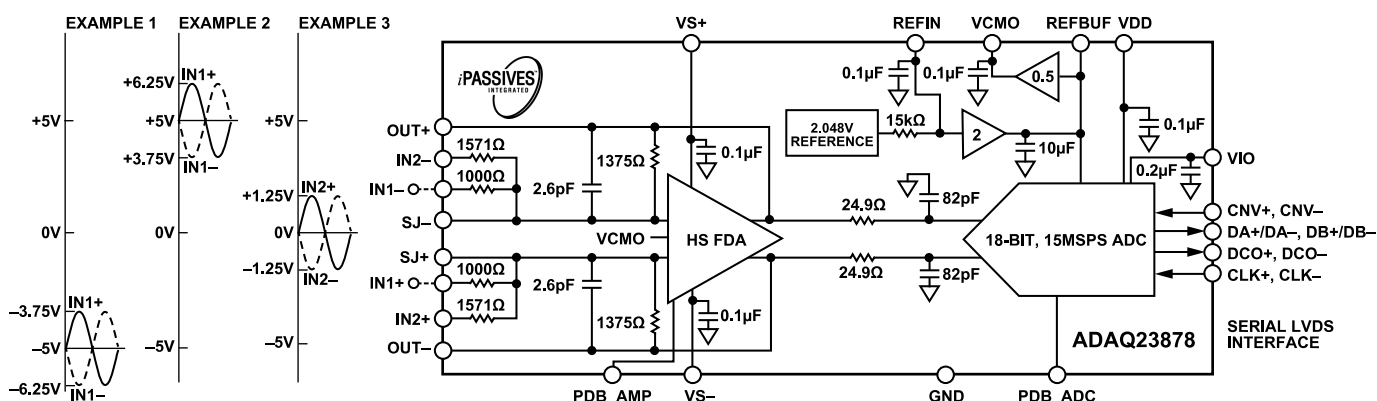 EXAMPLE 1
EXAMPLE 2
EXAMPLE 3
+5V
0V
–3.75V
IN1+
–5V
–6.25V
IN1–
+6.25V
IN1+
+5V
+3.75V
IN1–
0V
–5V
+5V
+1.25V
IN2+
0V
–1.25V
IN2–
–5V
VS+
REFIN
VCMO
REFBUF
VDD
iPASSIVES
INTEGRATED
0.1µF
0.1µF
0.5
2.048V
REFERENCE
15kΩ
2
10µF
0.1µF
0.2µF
VIO
OUT+
IN2–
1571Ω
IN1–
1000Ω
SJ–
2.6pF
1375Ω
0.1µF
VCMO
HS FDA
24.9Ω
82pF
18-BIT, 15MSPS ADC
CNV+, CNV–
DA+/DA–, DB+/DB–
DCO+, DCO–
CLK+, CLK–
SJ+
1000Ω
IN1+
1571Ω
IN2+
OUT–
2.6pF
1375Ω
0.1µF
24.9Ω
82pF
ADAQ23878
SERIAL LVDS
INTERFACE
PDB_AMP
VS–
GND
PDB_ADC